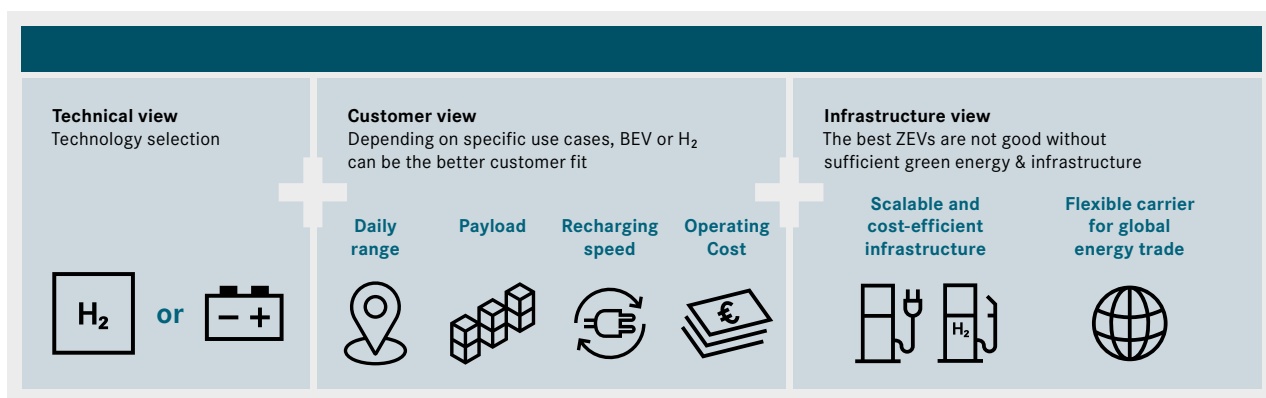 Technical view
Technology selection
Customer view
Depending on specific use cases, BEV or H₂
can be the better customer fit
Infrastructure view
The best ZEVs are not good without
sufficient green energy & infrastructure
H₂
or
− +
Daily
range
Payload
Recharging
speed
Operating
Cost
€
Scalable and
cost-efficient
infrastructure
H₂
Flexible carrier
for global
energy trade